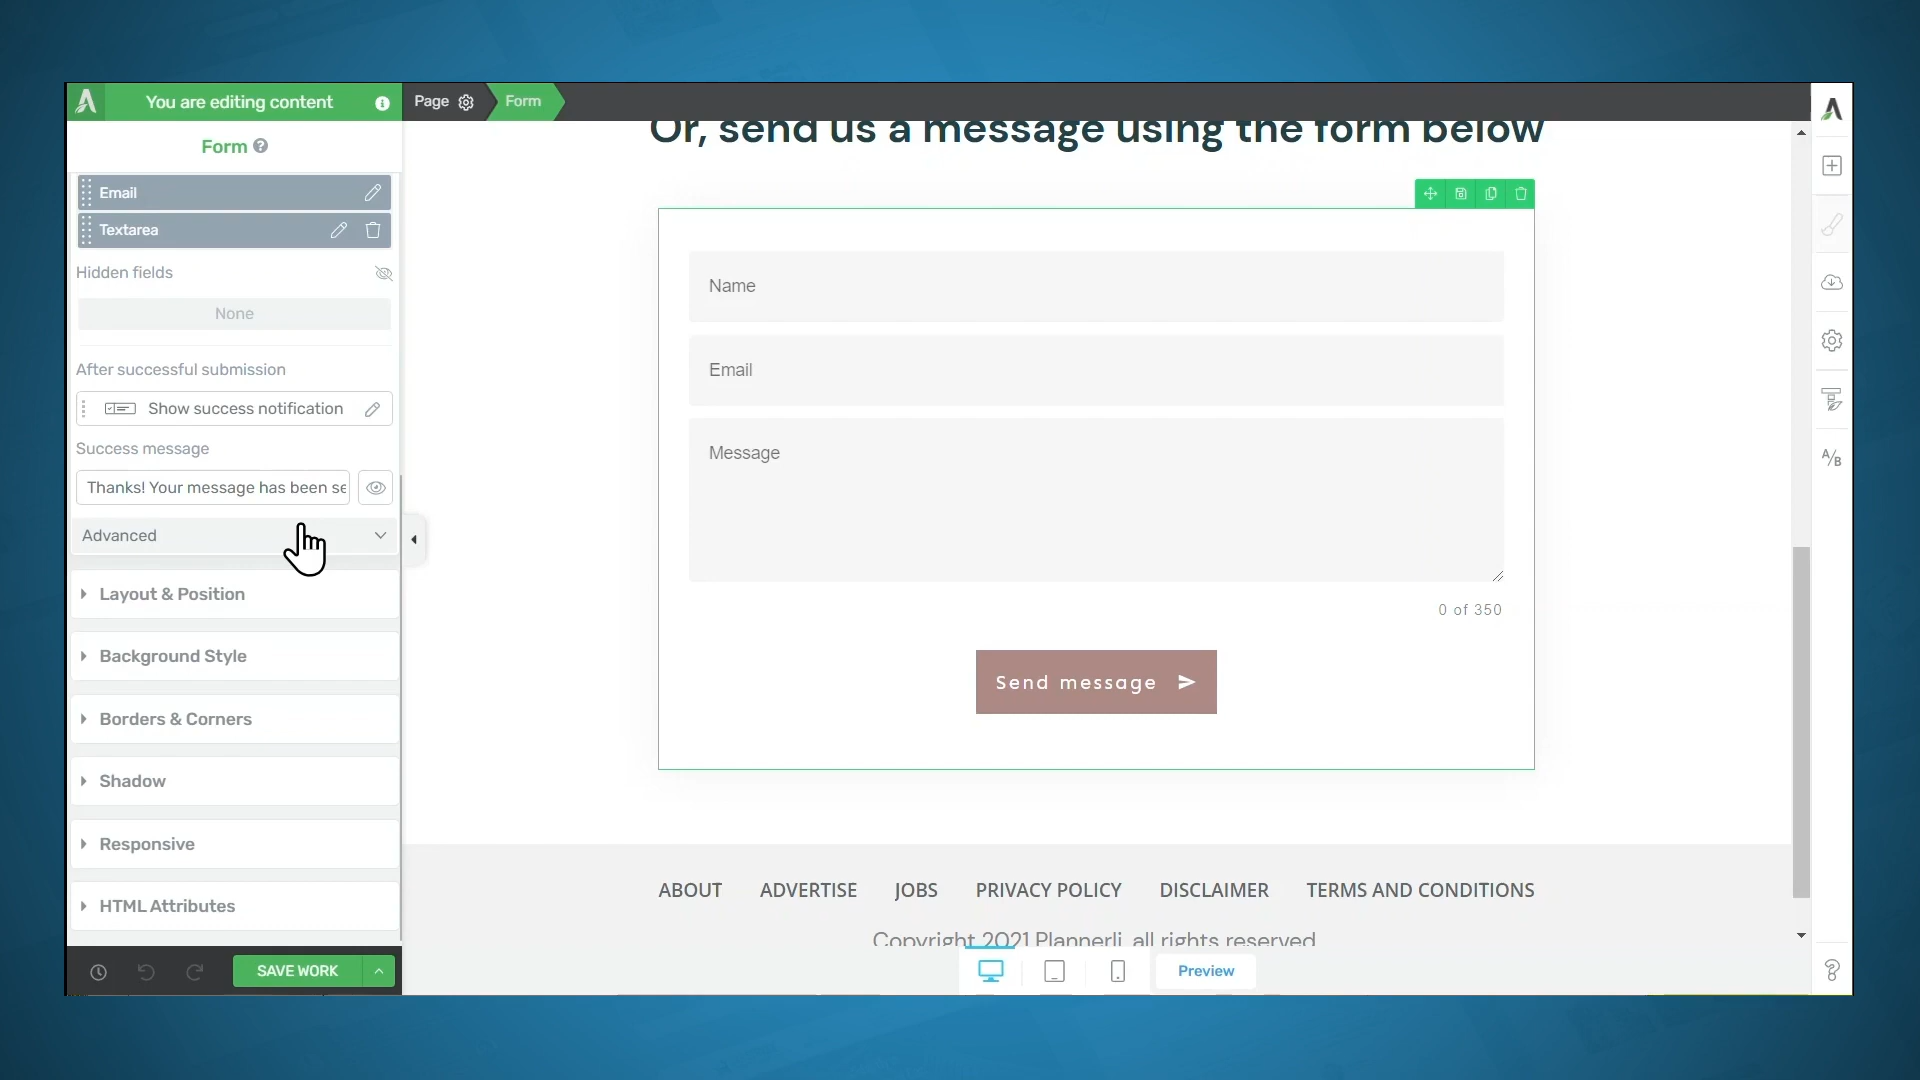 You are editing content
Page
Form
Form
Or, send us a message using the form below
Email
Textarea
Hidden fields
None
After successful submission
Show success notification
Success message
Thanks! Your message has been se
Advanced
Layout & Position
Background Style
Borders & Corners
Shadow
Responsive
HTML Attributes
SAVE WORK
Name
Email
Message
0 of 350
Send message
ABOUT ADVERTISE JOBS PRIVACY POLICY DISCLAIMER TERMS AND CONDITIONS
Copyright 2021 Plannerli, all rights reserved
Preview
A/B